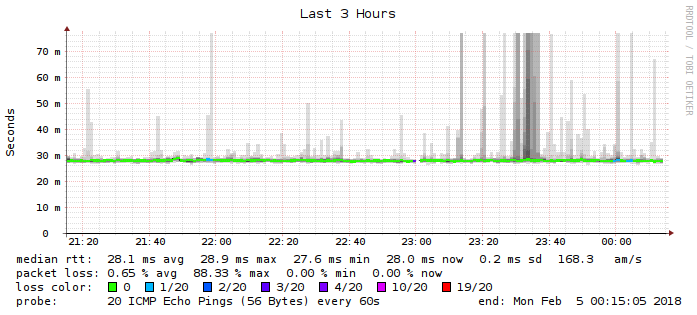 Last 3 Hours
RRDTOOL / TOBI OETIKER
Seconds
70 m
60 m
50 m
40 m
30 m
20 m
10 m
0
21:20 21:40 22:00 22:20 22:40 23:00 23:20 23:40 00:00
median rtt: 28.1 ms avg 28.9 ms max 27.6 ms min 28.0 ms now 0.2 ms sd 168.3 am/s
packet loss: 0.65 % avg 88.33 % max 0.00 % min 0.00 % now
loss color: 0 1/20 2/20 3/20 4/20 10/20 19/20
probe: 20 ICMP Echo Pings (56 Bytes) every 60s end: Mon Feb 5 00:15:05 2018